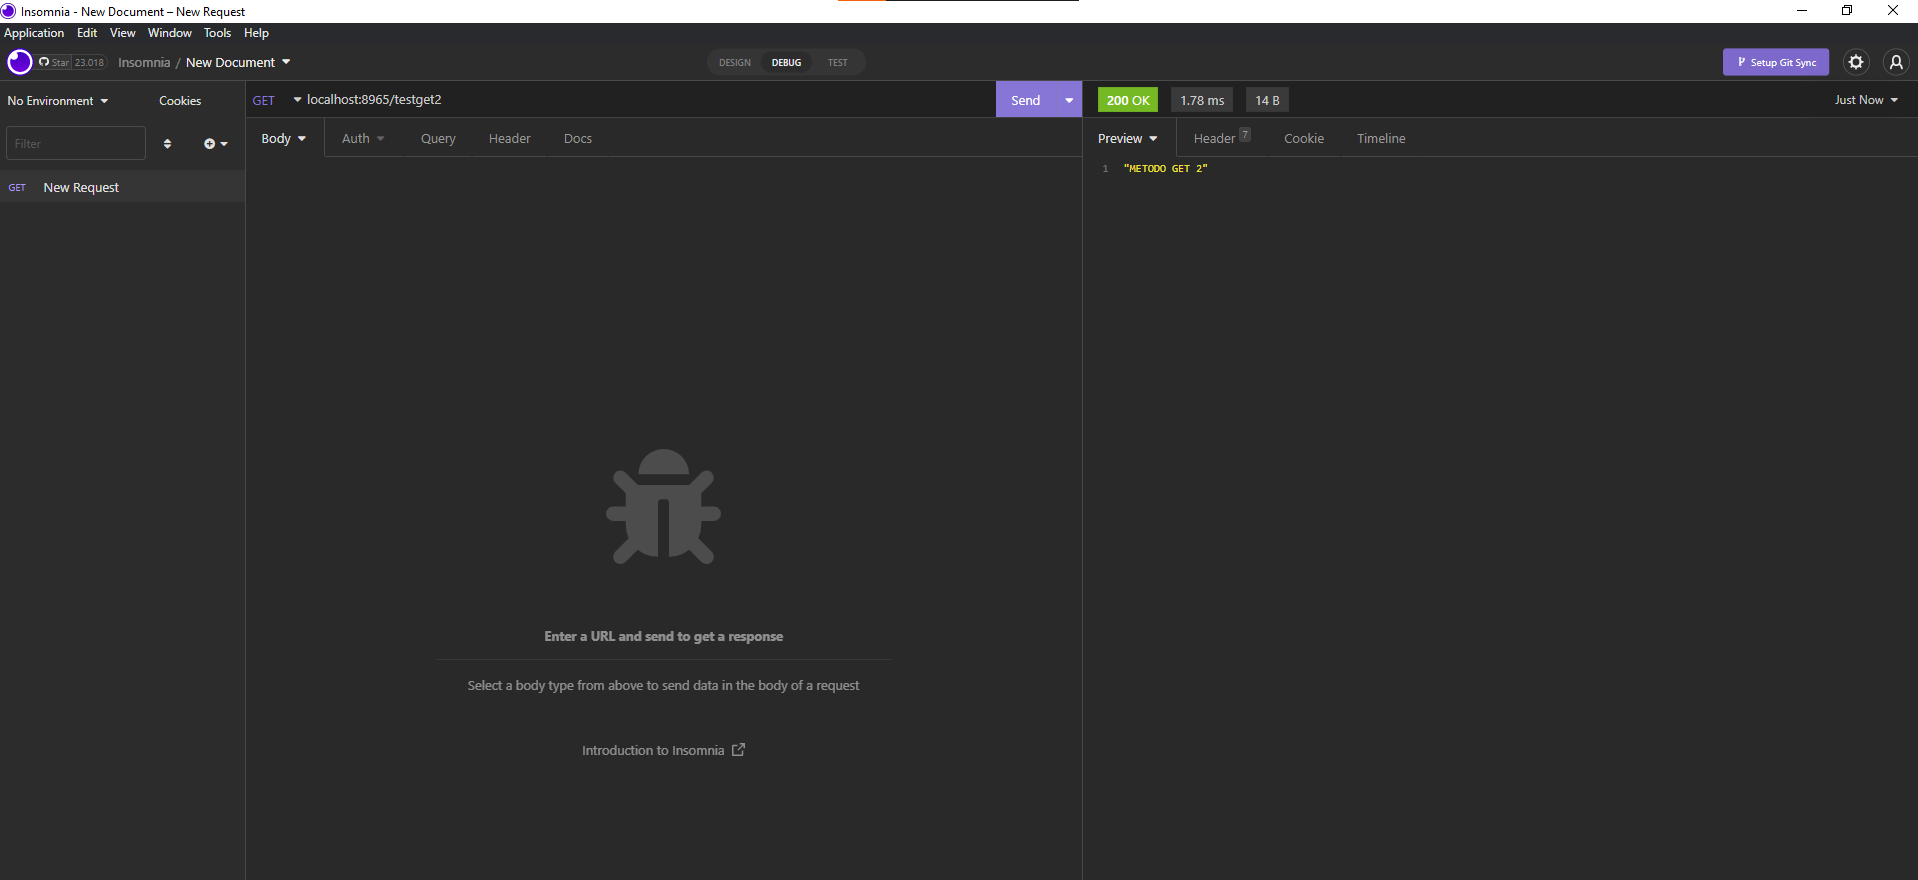 Insomnia - New Document – New Request
Application Edit View Window Tools Help
Star 23.018 Insomnia / New Document DESIGN DEBUG TEST Setup Git Sync
No Environment Cookies
Filter
GET New Request
GET localhost:8965/testget2 Send
Body Auth Query Header Docs
Enter a URL and send to get a response
Select a body type from above to send data in the body of a request
Introduction to Insomnia
200 OK 1.78 ms 14 B Just Now
Preview Header 7 Cookie Timeline
1 "METODO GET 2"